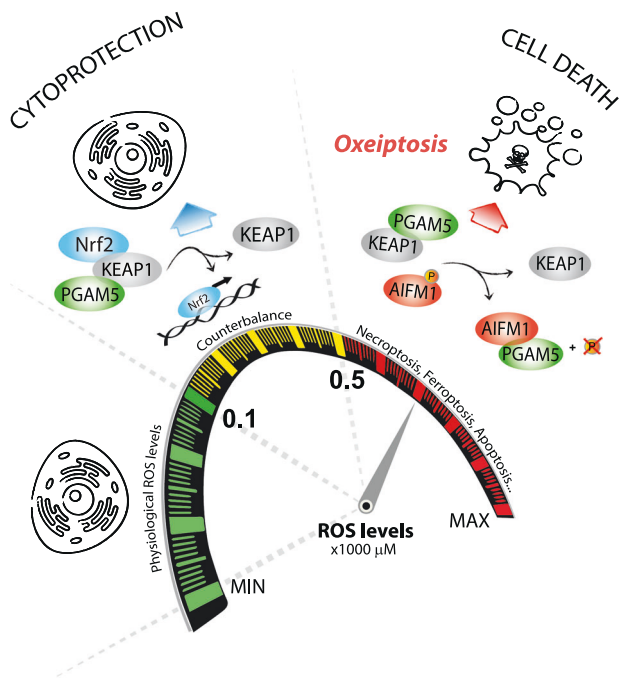 CYTOPROTECTION
CELL DEATH
Oxeiptosis
Nrf2
KEAP1
PGAM5
KEAP1
Nrf2
PGAM5
KEAP1
AIFM1
P
KEAP1
AIFM1
PGAM5
+ P
Counterbalance
Necroptosis, Ferroptosis, Apoptosis...
Physiological ROS levels
0.1
0.5
MIN
MAX
ROS levels
x1000 μM